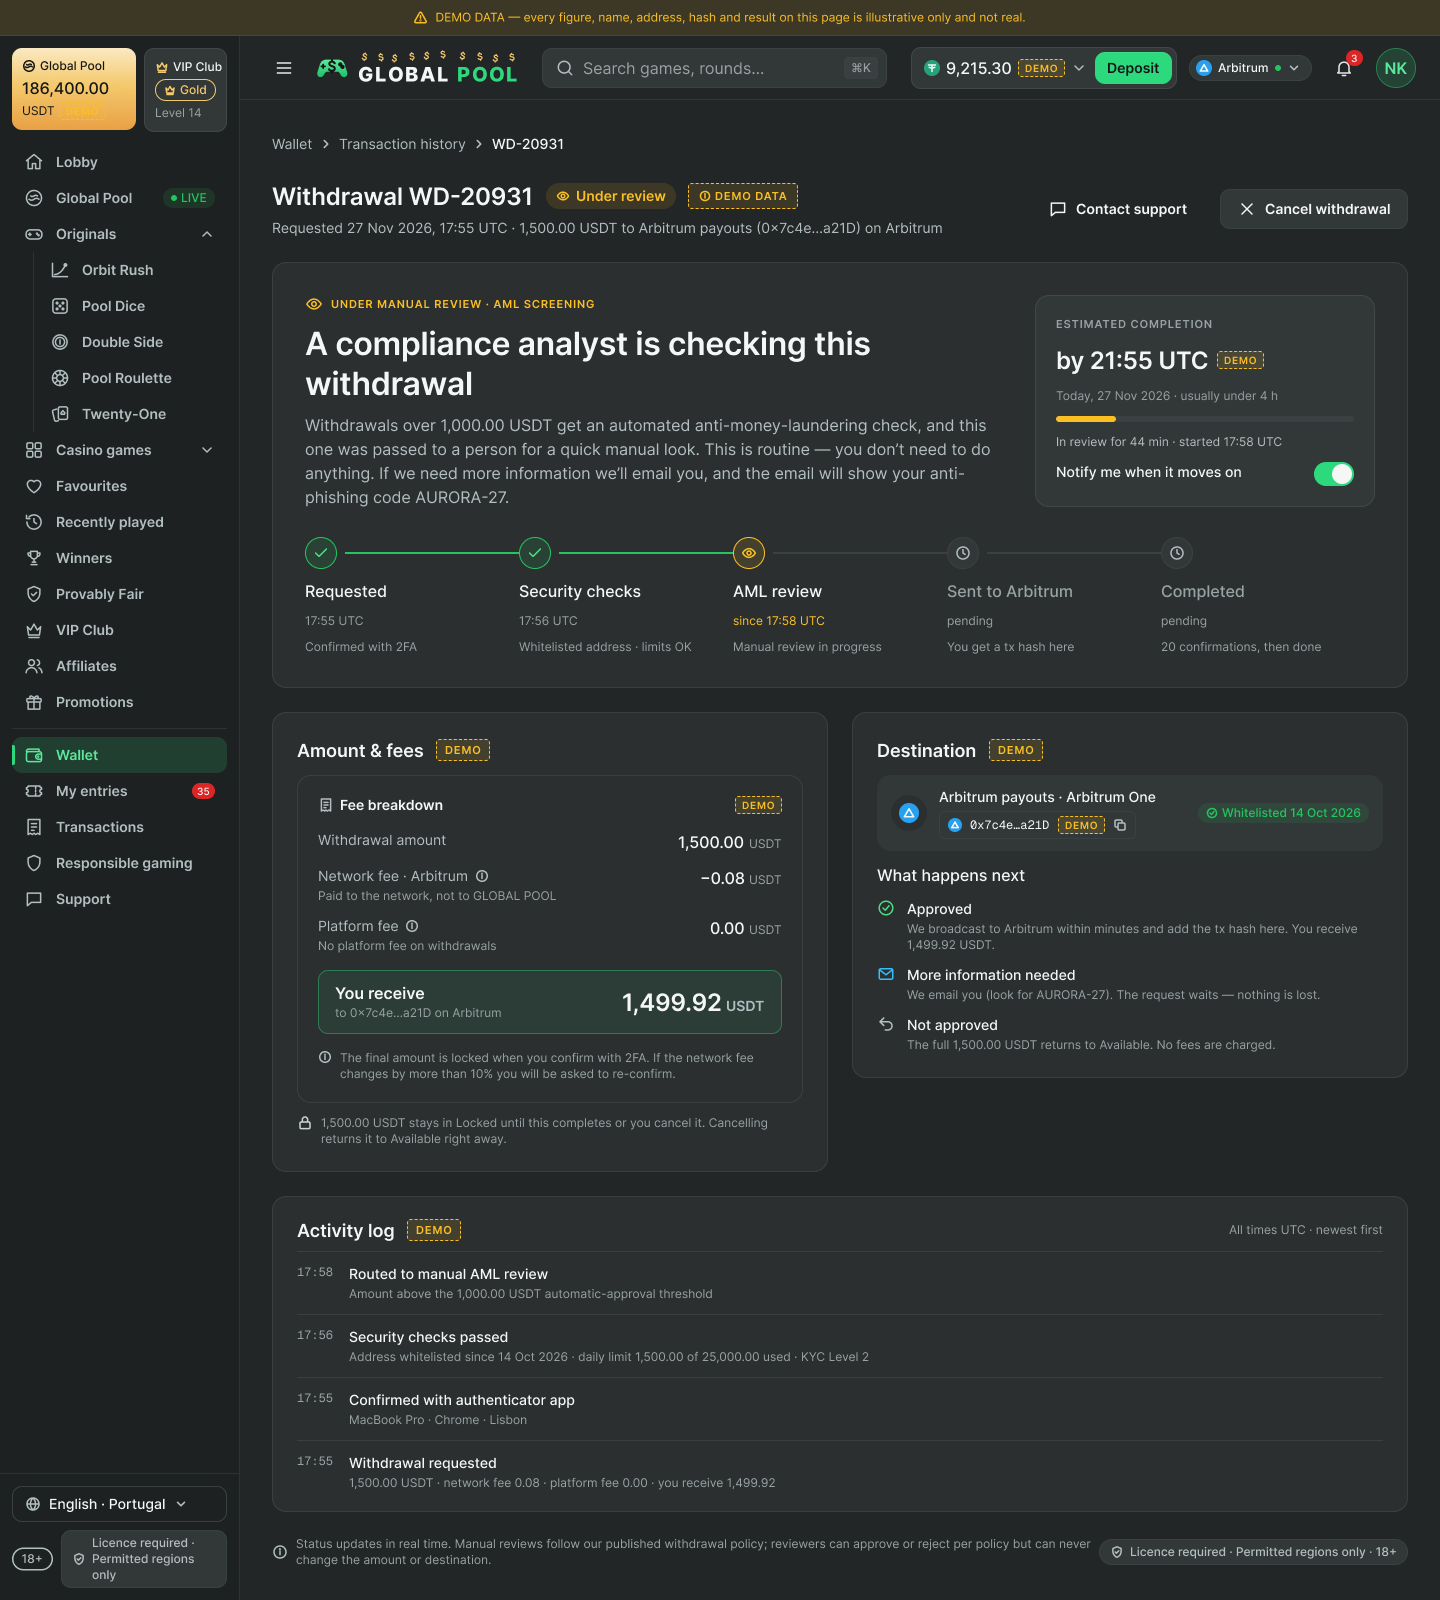 DEMO DATA — every figure, name, address, hash and result on this page is illustrative only and not real.
Global Pool
186,400.00
USDT DEMO
VIP Club
Gold
Level 14
GLOBAL POOL
Search games, rounds... ⌘K
9,215.30 DEMO
Deposit
Arbitrum
3
NK
Lobby
Global Pool LIVE
Originals
Orbit Rush
Pool Dice
Double Side
Pool Roulette
Twenty-One
Casino games
Favourites
Recently played
Winners
Provably Fair
VIP Club
Affiliates
Promotions
Wallet
My entries 35
Transactions
Responsible gaming
Support
English · Portugal
18+
Licence required ·
Permitted regions
only
Wallet > Transaction history > WD-20931
Withdrawal WD-20931 Under review DEMO DATA
Requested 27 Nov 2026, 17:55 UTC · 1,500.00 USDT to Arbitrum payouts (0×7c4e…a21D) on Arbitrum
Contact support
Cancel withdrawal
UNDER MANUAL REVIEW · AML SCREENING
A compliance analyst is checking this
withdrawal
Withdrawals over 1,000.00 USDT get an automated anti-money-laundering check, and this
one was passed to a person for a quick manual look. This is routine — you don’t need to do
anything. If we need more information we’ll email you, and the email will show your anti-
phishing code AURORA-27.
ESTIMATED COMPLETION
by 21:55 UTC DEMO
Today, 27 Nov 2026 · usually under 4 h
In review for 44 min · started 17:58 UTC
Notify me when it moves on
Requested
17:55 UTC
Confirmed with 2FA
Security checks
17:56 UTC
Whitelisted address · limits OK
AML review
since 17:58 UTC
Manual review in progress
Sent to Arbitrum
pending
You get a tx hash here
Completed
pending
20 confirmations, then done
Amount & fees DEMO
Fee breakdown DEMO
Withdrawal amount 1,500.00 USDT
Network fee · Arbitrum −0.08 USDT
Paid to the network, not to GLOBAL POOL
Platform fee 0.00 USDT
No platform fee on withdrawals
You receive 1,499.92 USDT
to 0×7c4e…a21D on Arbitrum
The final amount is locked when you confirm with 2FA. If the network fee
changes by more than 10% you will be asked to re-confirm.
1,500.00 USDT stays in Locked until this completes or you cancel it. Cancelling
returns it to Available right away.
Destination DEMO
Arbitrum payouts · Arbitrum One
0x7c4e…a21D DEMO
Whitelisted 14 Oct 2026
What happens next
Approved
We broadcast to Arbitrum within minutes and add the tx hash here. You receive
1,499.92 USDT.
More information needed
We email you (look for AURORA-27). The request waits — nothing is lost.
Not approved
The full 1,500.00 USDT returns to Available. No fees are charged.
Activity log DEMO
All times UTC · newest first
17:58 Routed to manual AML review
Amount above the 1,000.00 USDT automatic-approval threshold
17:56 Security checks passed
Address whitelisted since 14 Oct 2026 · daily limit 1,500.00 of 25,000.00 used · KYC Level 2
17:55 Confirmed with authenticator app
MacBook Pro · Chrome · Lisbon
17:55 Withdrawal requested
1,500.00 USDT · network fee 0.08 · platform fee 0.00 · you receive 1,499.92
Status updates in real time. Manual reviews follow our published withdrawal policy; reviewers can approve or reject per policy but can never
change the amount or destination.
Licence required · Permitted regions only · 18+